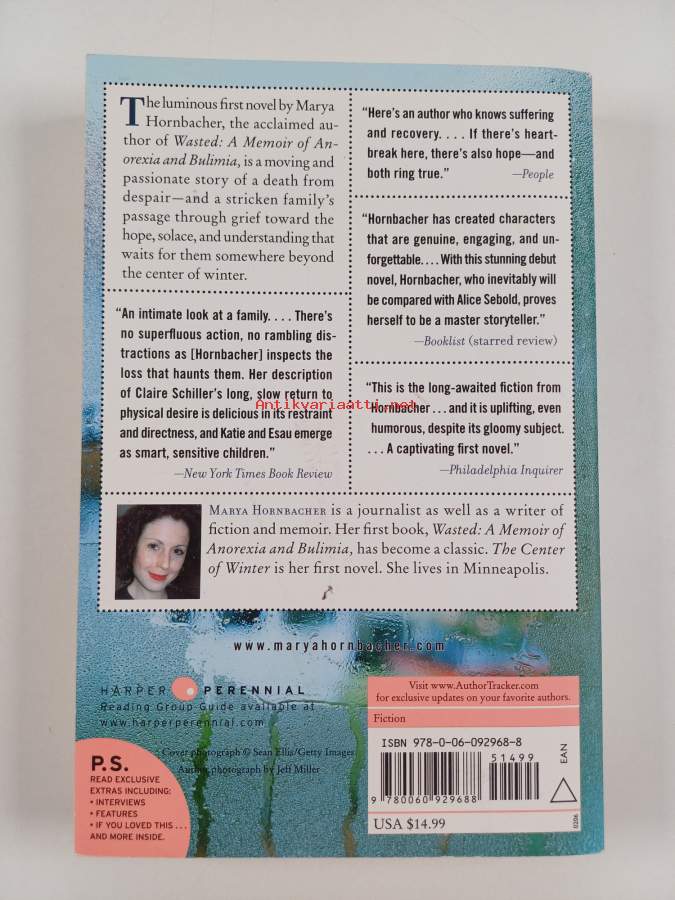 The luminous first novel by Marya
Hornbacher, the acclaimed au-
thor of Wasted: A Memoir of An-
orexia and Bulimia, is a moving and
passionate story of a death from
despair—and a stricken family's
passage through grief toward the
hope, solace, and understanding that
waits for them somewhere beyond
the center of winter.
"An intimate look at a family. . . . There's
no superfluous action, no rambling dis-
tractions as [Hornbacher] inspects the
loss that haunts them. Her description
of Claire Schiller's long, slow return to
physical desire is delicious in its restraint
and directness, and Katie and Esau emerge
as smart, sensitive children."
—New York Times Book Review
"Here's an author who knows suffering
and recovery. . . . If there's heart-
break here, there's also hope—and
both ring true."
—People
"Hornbacher has created characters
that are genuine, engaging, and un-
forgettable. . . . With this stunning debut
novel, Hornbacher, who inevitably will
be compared with Alice Sebold, proves
herself to be a master storyteller."
—Booklist (starred review)
"This is the long-awaited fiction from
Hornbacher . . . and it is uplifting, even
humorous, despite its gloomy subject.
. . . A captivating first novel."
—Philadelphia Inquirer
Antikvariaatti.net
MARYA HORNBACHER is a journalist as well as a writer of
fiction and memoir. Her first book, Wasted: A Memoir of
Anorexia and Bulimia, has become a classic. The Center
of Winter is her first novel. She lives in Minneapolis.
www.maryahornbacher.com
HARPER PERENNIAL
Reading Group Guide available at
www.harperperennial.com
Cover photograph © Sean Ellis/Getty Images
Author photograph by Jeff Miller
P.S.
READ EXCLUSIVE
EXTRAS INCLUDING:
• INTERVIEWS
• FEATURES
• IF YOU LOVED THIS . . .
AND MORE INSIDE.
Visit www.AuthorTracker.com
for exclusive updates on your favorite authors.
Fiction
ISBN 978-0-06-092968-8
51499
EAN
9 780060 929688
USA $14.99
0206